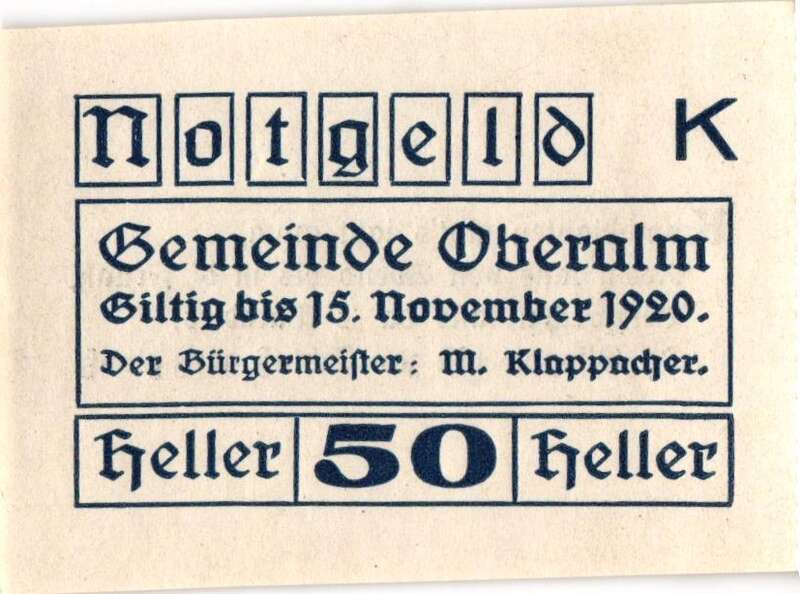 Notgeld K
Gemeinde Oberalm
Giltig bis 15. November 1920.
Der Bürgermeiſter: M. Klappacher.
Heller 50 Heller